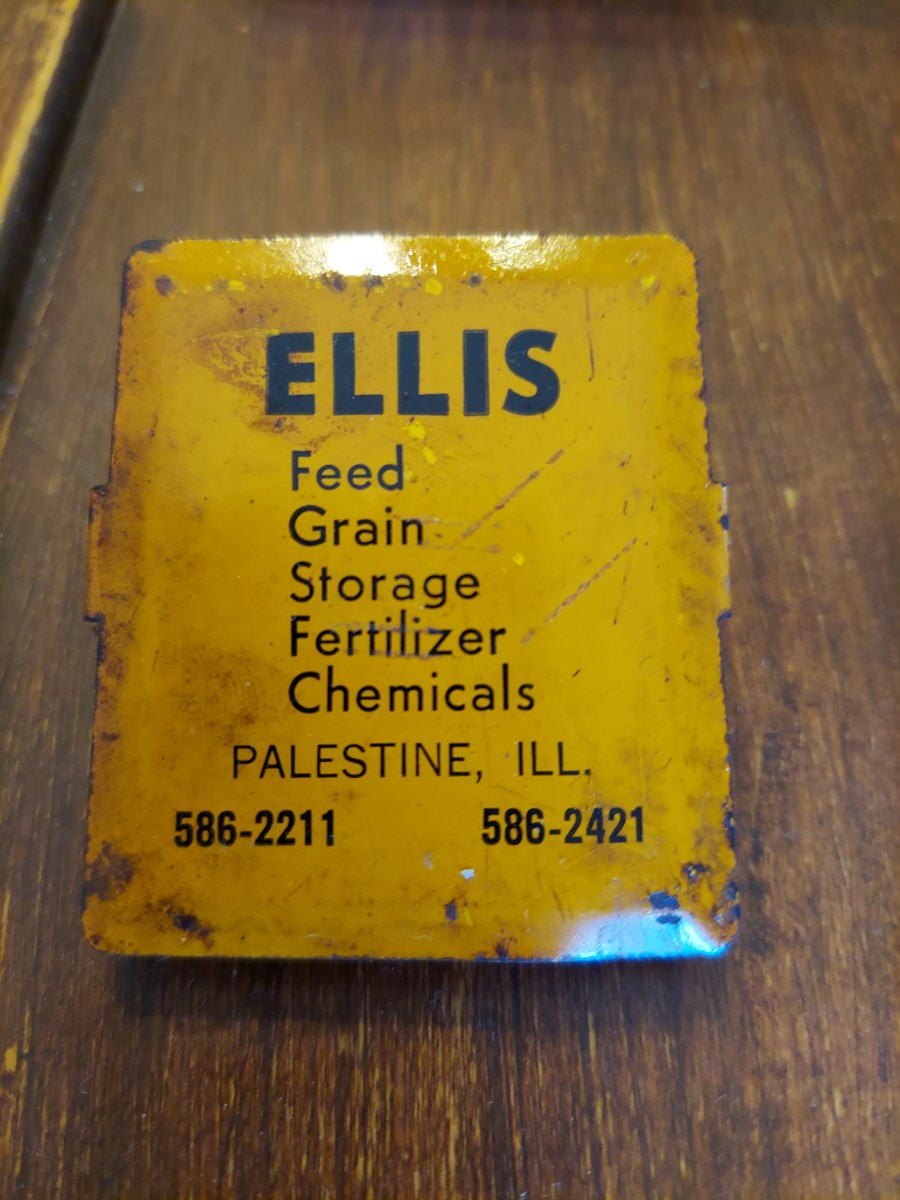 ELLIS
Feed
Grain
Storage
Fertilizer
Chemicals
PALESTINE, ILL.
586-2211 586-2421